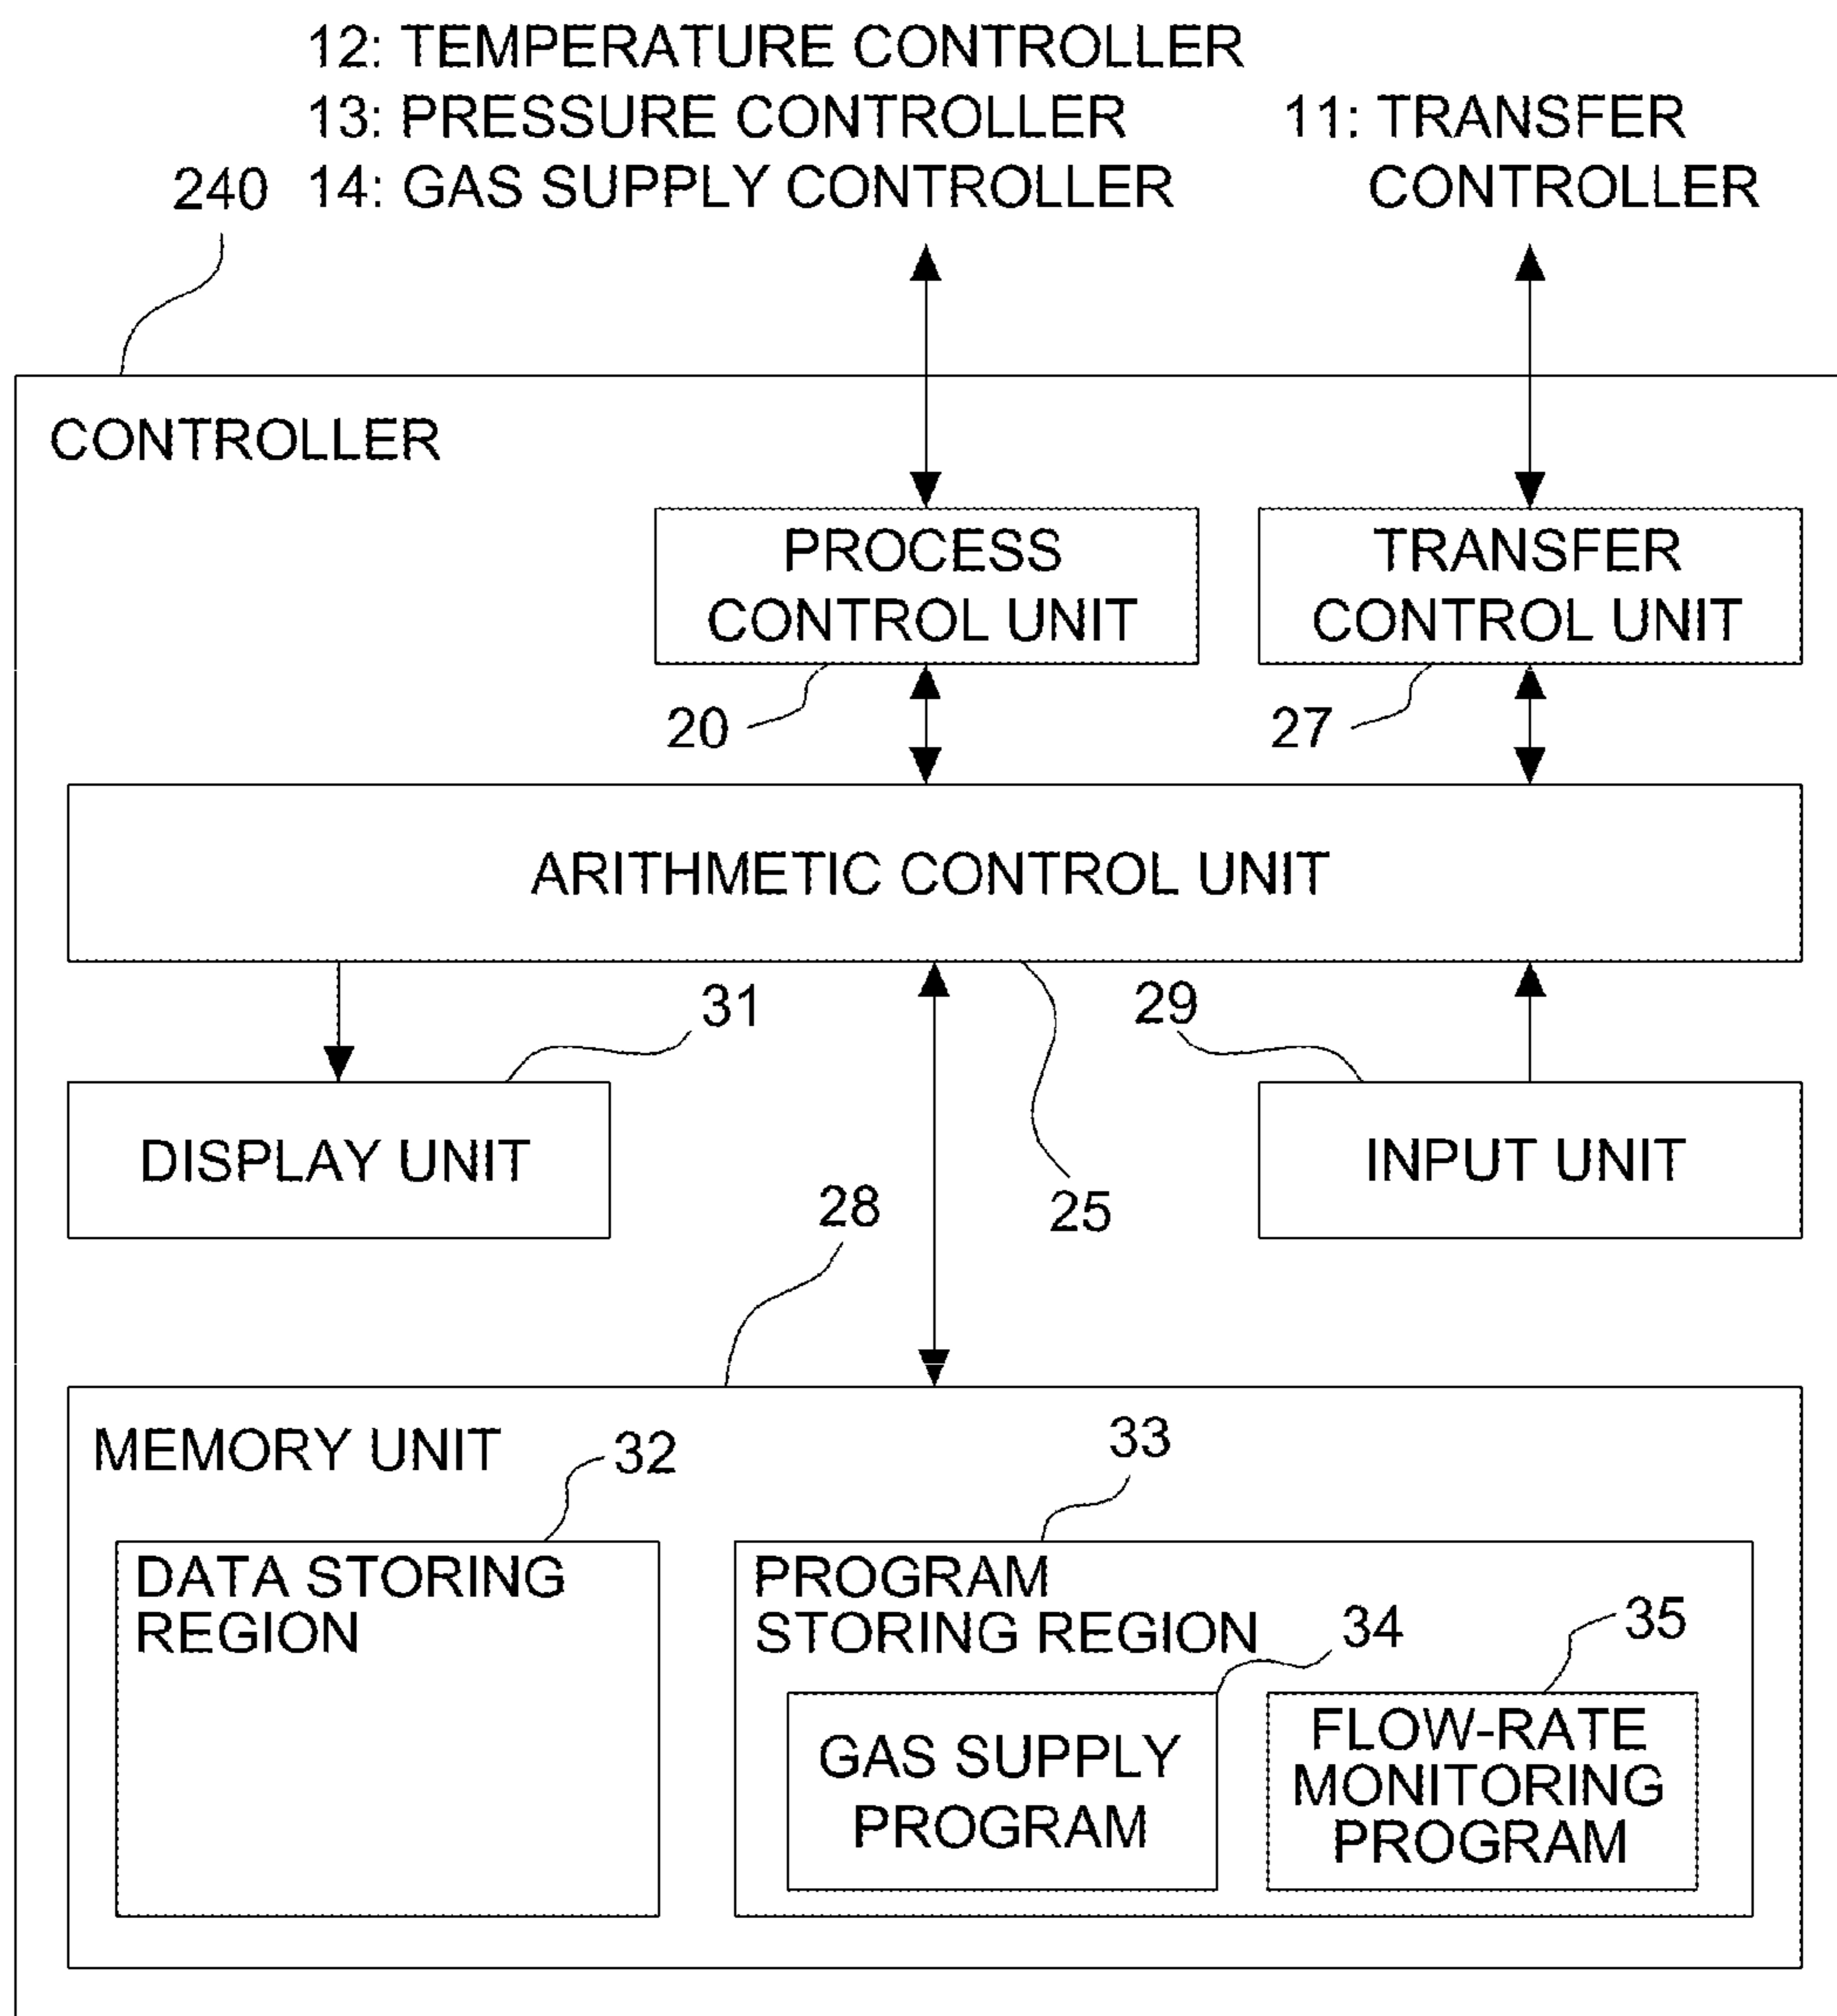 12: TEMPERATURE CONTROLLER
13: PRESSURE CONTROLLER
14: GAS SUPPLY CONTROLLER
11: TRANSFER
CONTROLLER
240
CONTROLLER
PROCESS
CONTROL UNIT
TRANSFER
CONTROL UNIT
20
27
ARITHMETIC CONTROL UNIT
31
29
DISPLAY UNIT
INPUT UNIT
28
25
MEMORY UNIT
32
33
DATA STORING
REGION
PROGRAM
STORING REGION
34
35
GAS SUPPLY
PROGRAM
FLOW-RATE
MONITORING
PROGRAM